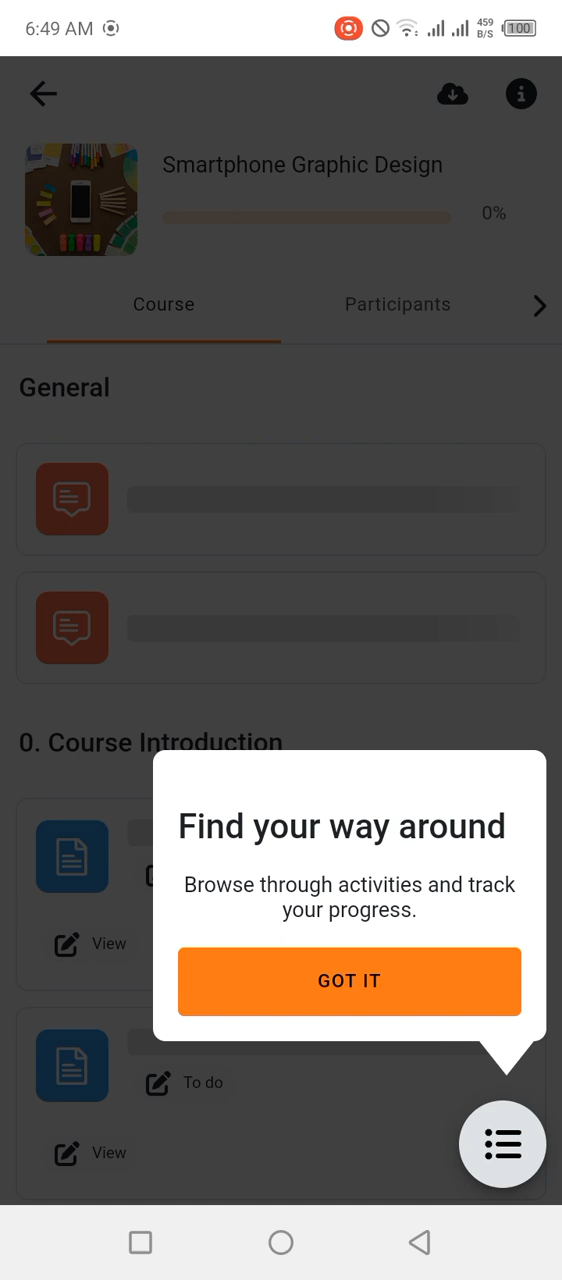 6:49 AM
459
B/S
100
Smartphone Graphic Design
0%
Course
Participants
General
0. Course Introduction
Find your way around
Browse through activities and track
your progress.
View
GOT IT
To do
View